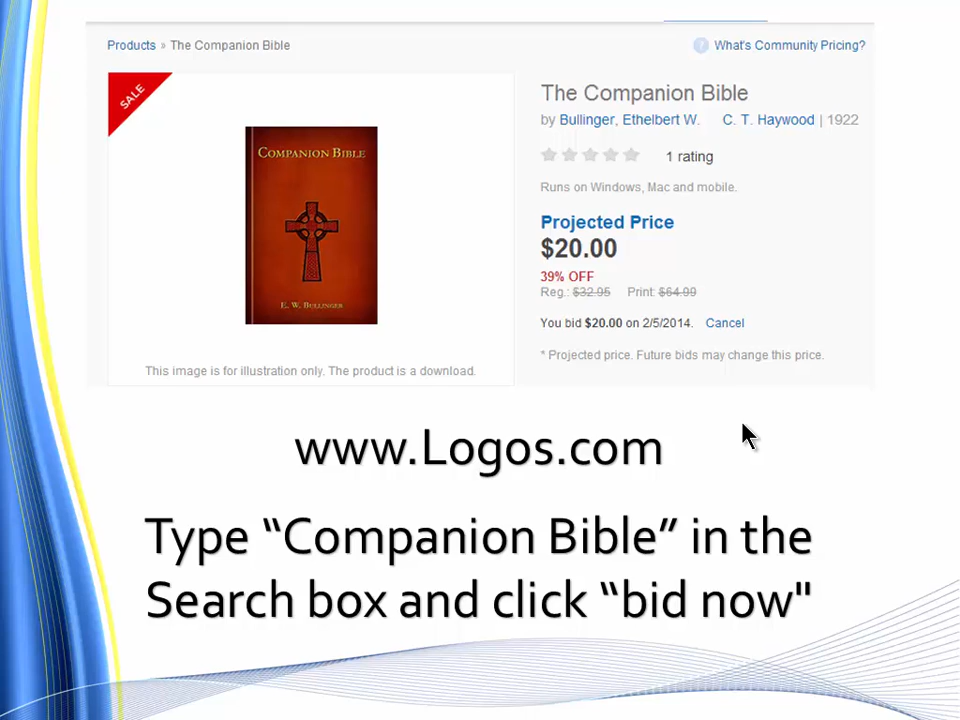 Products » The Companion Bible
? What's Community Pricing?
SALE
COMPANION BIBLE
E. W. BULLINGER
This image is for illustration only. The product is a download.
The Companion Bible
by Bullinger, Ethelbert W. C. T. Haywood | 1922
1 rating
Runs on Windows, Mac and mobile.
Projected Price
$20.00
39% OFF
Reg.: $32.95 Print: $64.99
You bid $20.00 on 2/5/2014. Cancel
* Projected price. Future bids may change this price.
www.Logos.com
Type “Companion Bible” in the
Search box and click “bid now"